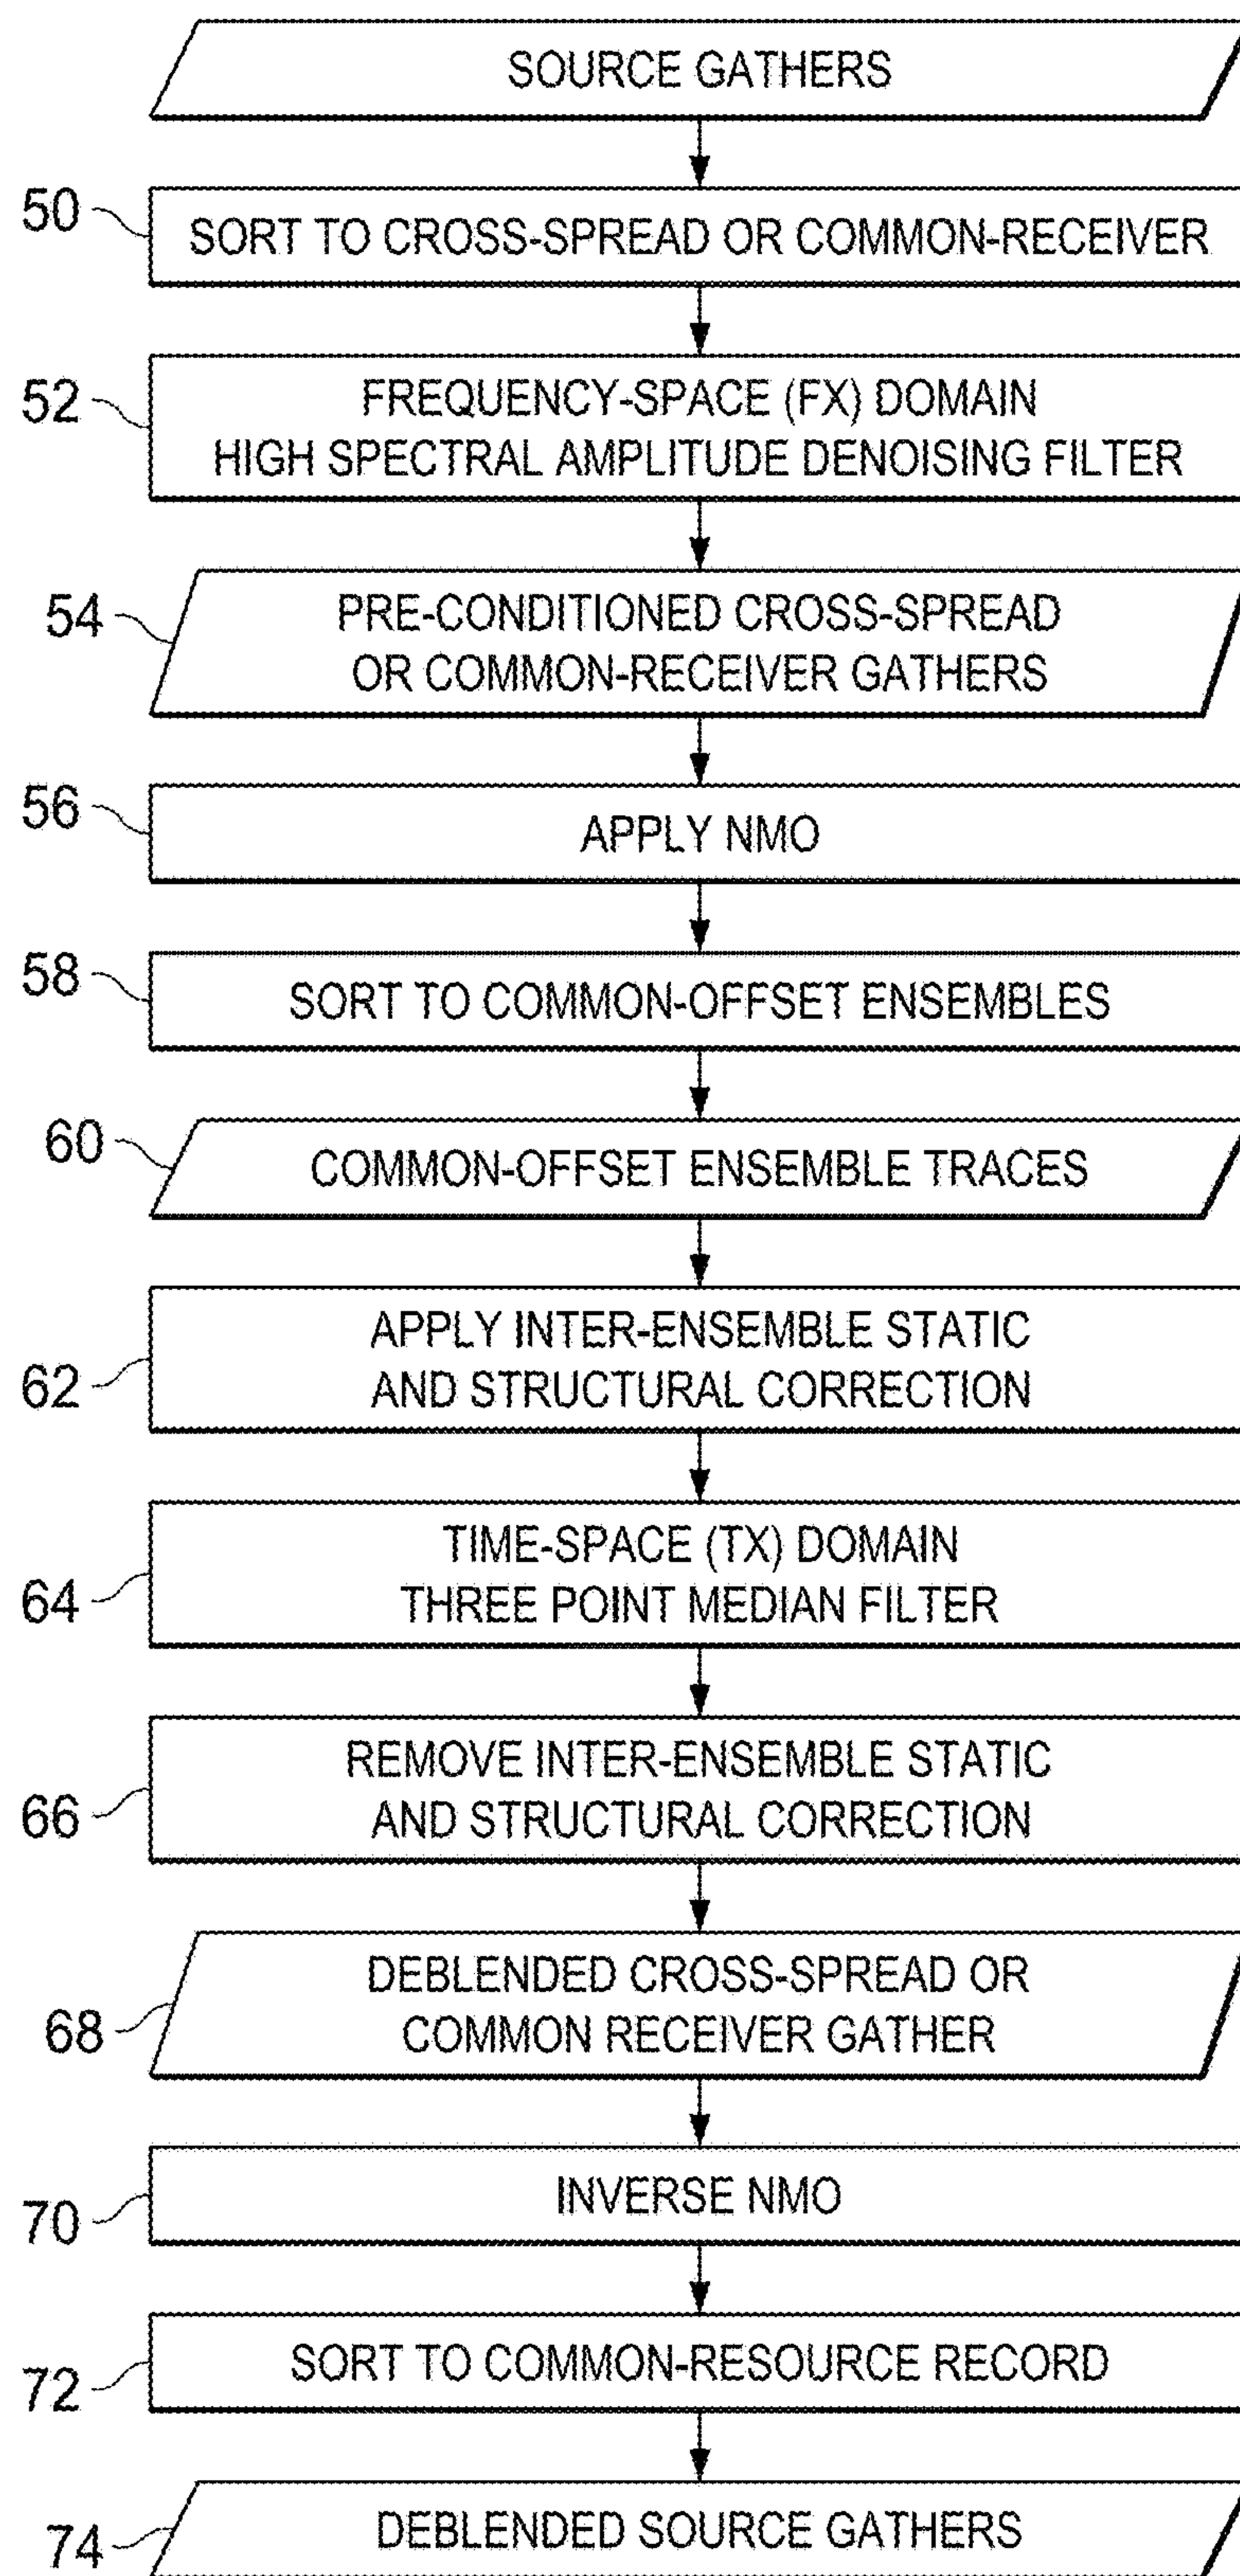 SOURCE GATHERS
50
SORT TO CROSS-SPREAD OR COMMON-RECEIVER
52
FREQUENCY-SPACE (FX) DOMAIN
HIGH SPECTRAL AMPLITUDE DENOISING FILTER
54
PRE-CONDITIONED CROSS-SPREAD
OR COMMON-RECEIVER GATHERS
56
APPLY NMO
58
SORT TO COMMON-OFFSET ENSEMBLES
60
COMMON-OFFSET ENSEMBLE TRACES
62
APPLY INTER-ENSEMBLE STATIC
AND STRUCTURAL CORRECTION
64
TIME-SPACE (TX) DOMAIN
THREE POINT MEDIAN FILTER
66
REMOVE INTER-ENSEMBLE STATIC
AND STRUCTURAL CORRECTION
68
DEBLENDED CROSS-SPREAD OR
COMMON RECEIVER GATHER
70
INVERSE NMO
72
SORT TO COMMON-RESOURCE RECORD
74
DEBLENDED SOURCE GATHERS